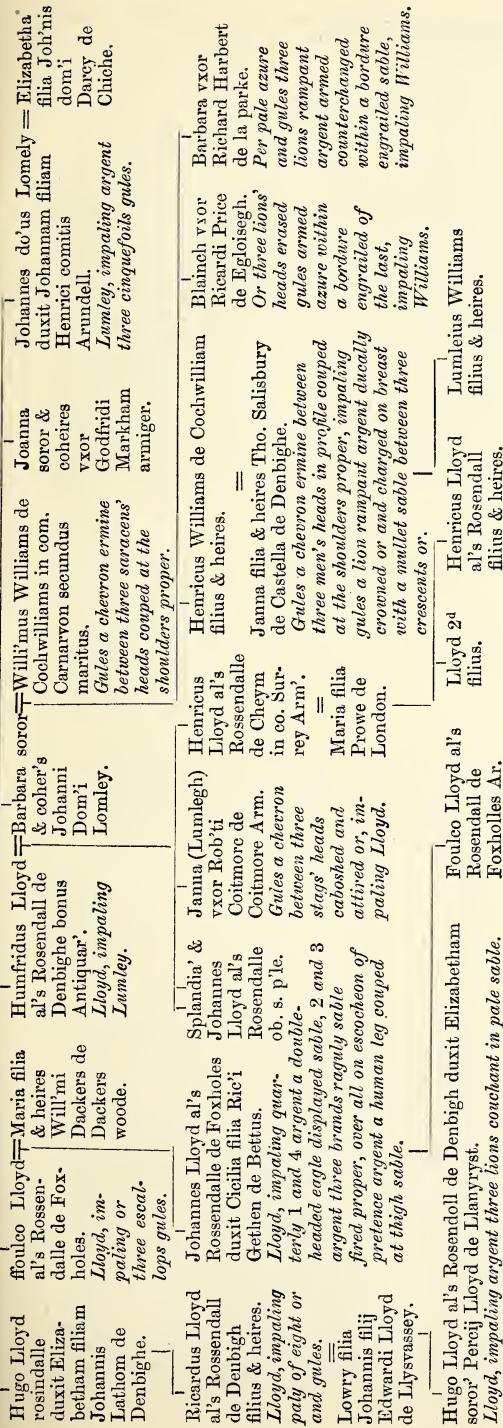 Hugo Lloyd
rosindalle
duxit Eliza-
betham filiam
Johannis
Lathom de
Denbighe.
ffoulco Lloyd=Maria filia
al's Rossen-
dalle de Fox-
holes.
Lloyd, im-
paling or
three escal-
lops gules.
& heires
Will'mi
Dackers de
Dackers
woode.
Humfridus Lloyd=Barbara soror=Will'mus Williams de
al's Rosendall de
Denbighe bonus
Antiquar'.
Lloyd, impaling
Lumley.
& coher's
Johanni
Dom'i
Lomley.
Cochwilliams in com.
Carnarvon secundus
maritus.
Gules a chevron ermine
between three saracens'
heads couped at the
shoulders proper.
Joanna
soror &
coheires
vxor
Godfridi
Markham
armiger.
Johannes do'us Lomely=Elizabetha
duxit Johannam filiam
Henrici comitis
Arundell.
Lumley, impaling argent
three cinquefoils gules.
filia Joh'nis
dom'i
Darcy de
Chiche.
Ricardus Lloyd
al's Rossendall
de Denbigh
filius & heires.
Lloyd, impaling
paly of eight or
and gules.
=
Lowry filia
Johannis filij
Edwardi Lloyd
de Llysvassey.
Johannes Lloyd al's
Rossendalle de Foxholes
duxit Cicilia filia Ric'i
Gethen de Bettus.
Lloyd, impaling quar-
terly 1 and 4 argent a double-
headed eagle displayed sable, 2 and 3
argent three brands raguly sable
fired proper, over all on escocheon of
pretence argent a human leg couped
at thigh sable.
Splandia' &
Johannes
Lloyd al's
Rosendalle
ob. s. p'le.
Janna (Lumlegh)
vxor Rob'ti
Coitmore de
Coitmore Arm.
Gules a chevron
between three
stags' heads
caboshed and
attired or, im-
paling Lloyd.
Henricus
Lloyd al's
Rossendalle
de Cheym
in co. Sur-
rey Arm'.
=
Maria filia
Prowe de
London.
Henricus Williams de Cochwilliam
filius & heires.
=
Janna filia & heires Tho. Salisbury
de Castella de Denbighe.
Gules a chevron ermine between
three men's heads in profile couped
at the shoulders proper, impaling
gules a lion rampant argent ducally
crowned or and charged on breast
with a mullet sable between three
crescents or.
Blainch vxor
Ricardi Price
de Egloisegh.
Or three lions'
heads erased
gules armed
azure within
a bordure
engrailed of
the last,
impaling
Williams.
Barbara vxor
Richard Harbert
de la parke.
Per pale azure
and gules three
lions rampant
argent armed
counterchanged
within a bordure
engrailed sable,
impaling Williams.
Hugo Lloyd al's Rosendoll de Denbigh duxit Elizabetham
soror' Percij Lloyd de Llanyryst.
Lloyd, impaling argent three lions couchant in pale sable.
Foulco Lloyd al's
Rosendall de
Foxholles Ar.
Lloyd 2d
filius.
Henricus Lloyd
al's Rosendall
filius & heires.
Lumleius Williams
filius & heires.